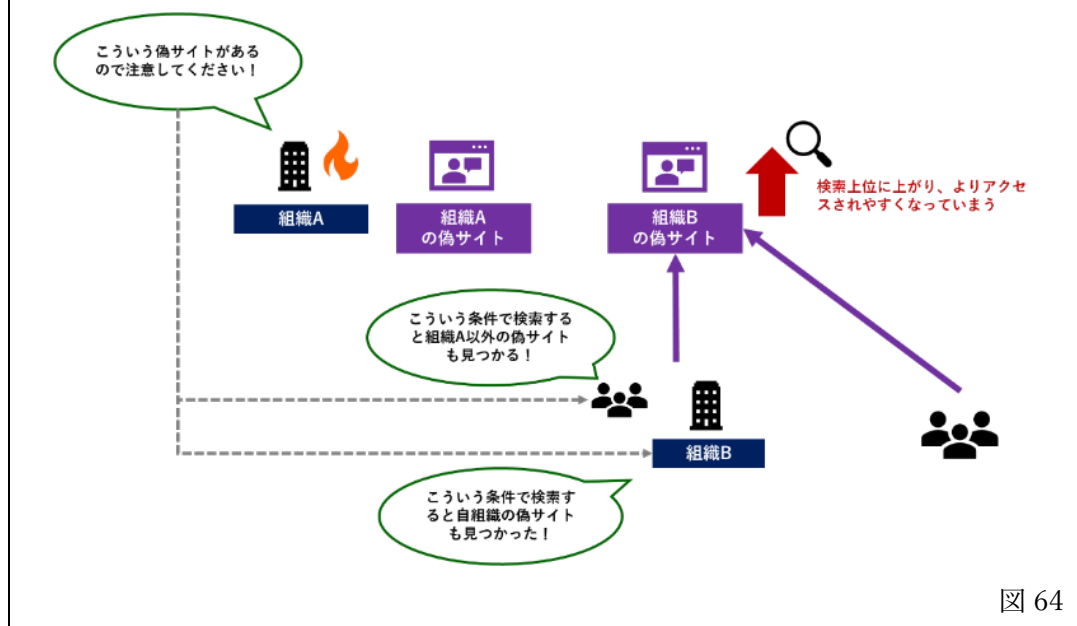 こういう偽サイトがある
ので注意してください！
検索上位に上がり、よりアクセ
スされやすくなっていまう
組織A
組織A
の偽サイト
組織B
の偽サイト
こういう条件で検索する
と組織A以外の偽サイト
も見つかる！
組織B
こういう条件で検索す
ると自組織の偽サイト
も見つかった！
図 64